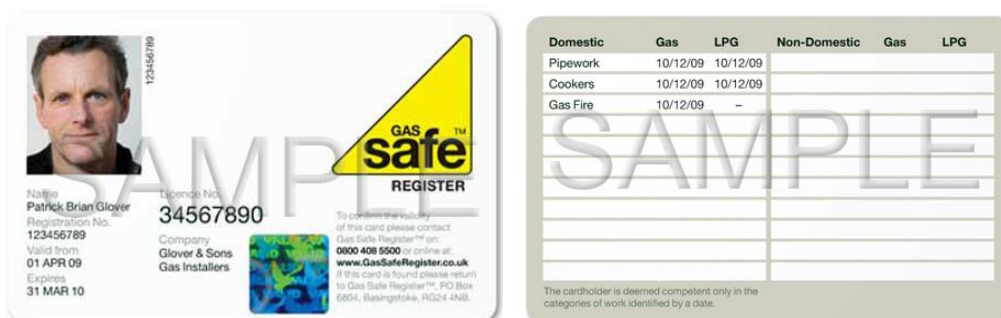 123456789
GAS
safe™
REGISTER
SAMPLE
Name
Patrick Brian Glover
Registration No.
123456789
Valid from
01 APR 09
Expires
31 MAR 10
Licence No.
34567890
Company
Glover & Sons
Gas Installers
To confirm the validity
of this card please contact
Gas Safe Register™ on:
0800 408 5500 or online at:
www.GasSafeRegister.co.uk
If this card is found please return
to Gas Safe Register™, PO Box
6804, Basingstoke, RG24 4NB.
Domestic Gas LPG Non-Domestic Gas LPG
Pipework 10/12/09 10/12/09
Cookers 10/12/09 10/12/09
Gas Fire 10/12/09 –
SAMPLE
The cardholder is deemed competent only in the
categories of work identified by a date.